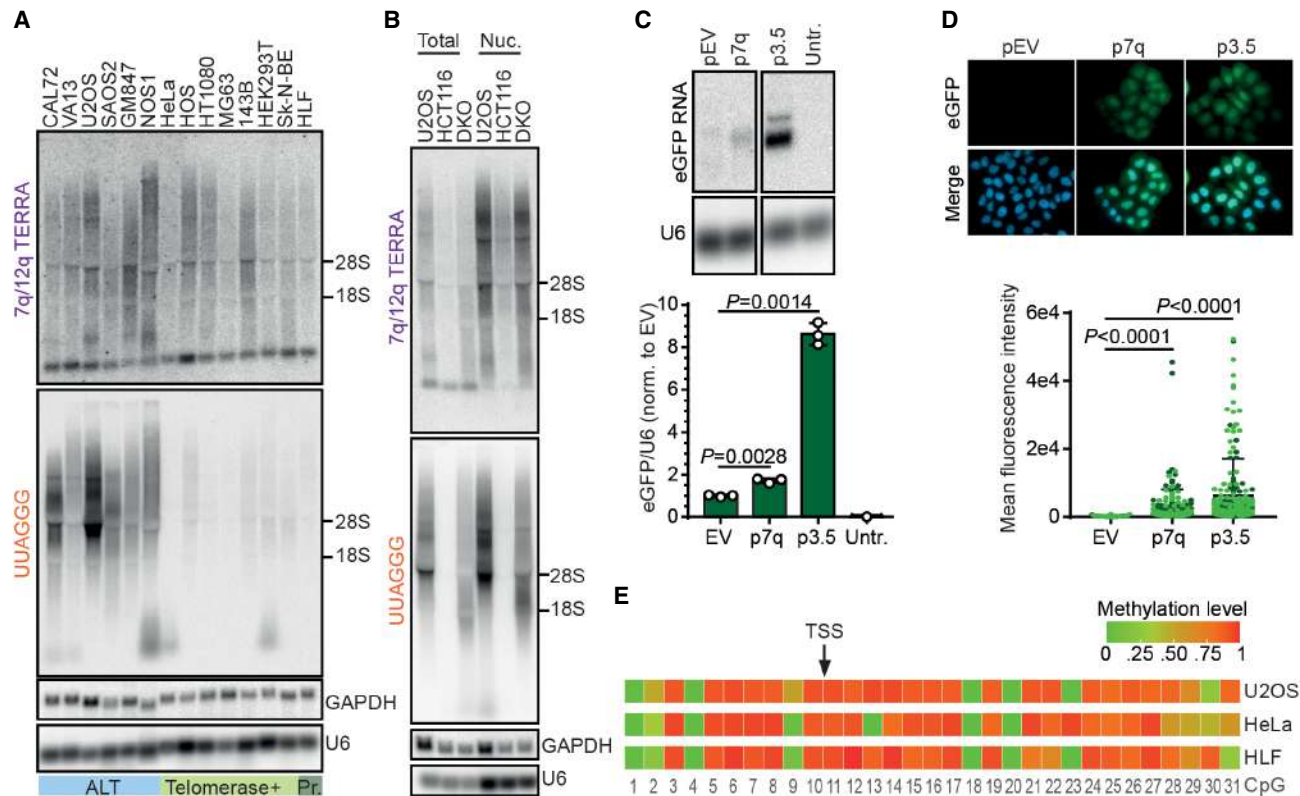 A
CAL72
VA13
U2OS
SAOS2
GM847
NOS1
HeLa
HOS
HT1080
MG63
143B
HEK293T
Sk-N-BE
HLF
7q/12q TERRA
28S
18S
UUAGGG
28S
18S
GAPDH
U6
ALT Telomerase+ Pr.
B
Total Nuc.
U2OS
HCT116
DKO
U2OS
HCT116
DKO
7q/12q TERRA
28S
18S
UUAGGG
28S
18S
GAPDH
U6
C
pEV
p7q
p3.5
Untr.
eGFP RNA
U6
eGFP/U6 (norm. to EV)
10
8
6
4
2
0
P=0.0014
P=0.0028
EV p7q p3.5 Untr.
D
pEV p7q p3.5
eGFP
Merge
Mean fluorescence intensity
6e4
4e4
2e4
0
P<0.0001
P<0.0001
EV p7q p3.5
E
Methylation level
0 .25 .50 .75 1
TSS
U2OS
HeLa
HLF
1 2 3 4 5 6 7 8 9 10 11 12 13 14 15 16 17 18 19 20 21 22 23 24 25 26 27 28 29 30 31 CpG